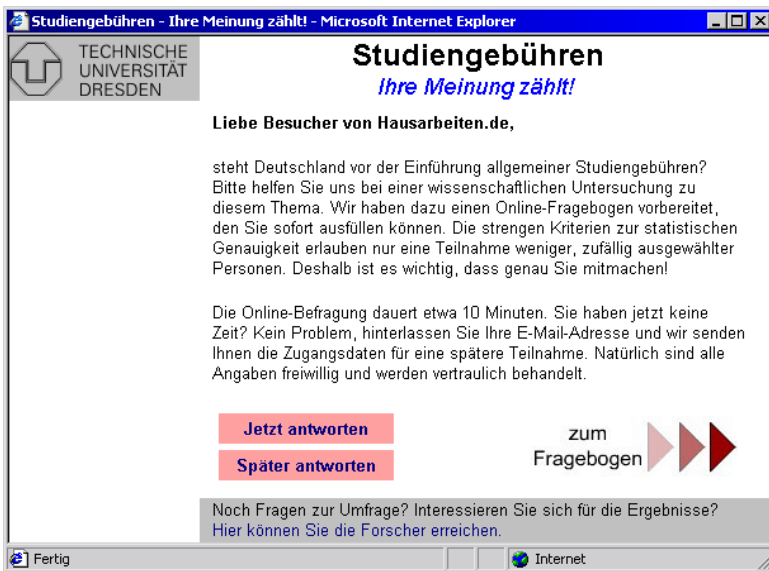 Studiengebühren - Ihre Meinung zählt! - Microsoft Internet Explorer
TECHNISCHE
UNIVERSITÄT
DRESDEN
Studiengebühren
Ihre Meinung zählt!
Liebe Besucher von Hausarbeiten.de,
steht Deutschland vor der Einführung allgemeiner Studiengebühren?
Bitte helfen Sie uns bei einer wissenschaftlichen Untersuchung zu
diesem Thema. Wir haben dazu einen Online-Fragebogen vorbereitet,
den Sie sofort ausfüllen können. Die strengen Kriterien zur statistischen
Genauigkeit erlauben nur eine Teilnahme weniger, zufällig ausgewählter
Personen. Deshalb ist es wichtig, dass genau Sie mitmachen!
Die Online-Befragung dauert etwa 10 Minuten. Sie haben jetzt keine
Zeit? Kein Problem, hinterlassen Sie Ihre E-Mail-Adresse und wir senden
Ihnen die Zugangsdaten für eine spätere Teilnahme. Natürlich sind alle
Angaben freiwillig und werden vertraulich behandelt.
Jetzt antworten
Später antworten
zum
Fragebogen
Noch Fragen zur Umfrage? Interessieren Sie sich für die Ergebnisse?
Hier können Sie die Forscher erreichen.
Fertig
Internet